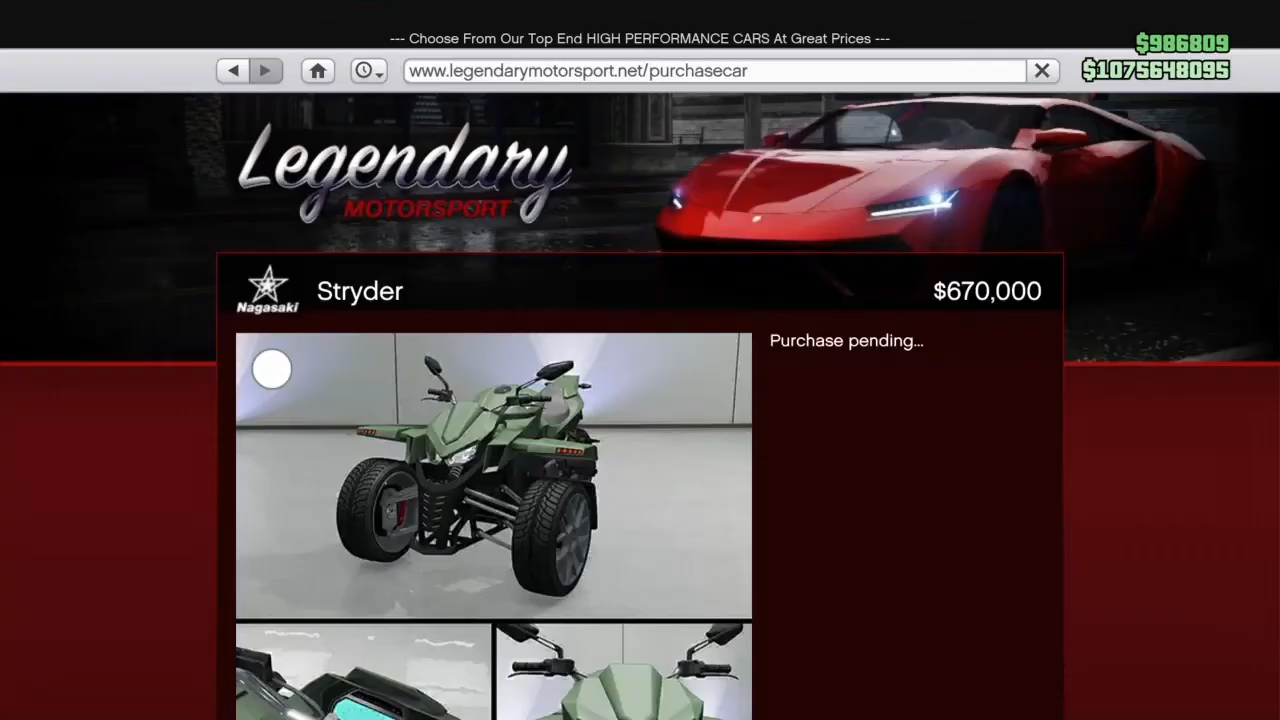 --- Choose From Our Top End HIGH PERFORMANCE CARS At Great Prices ---
$986809
www.legendarymotorsport.net/purchasecar
$1075648095
Legendary
MOTORSPORT
Nagasaki
Stryder
$670,000
Purchase pending...